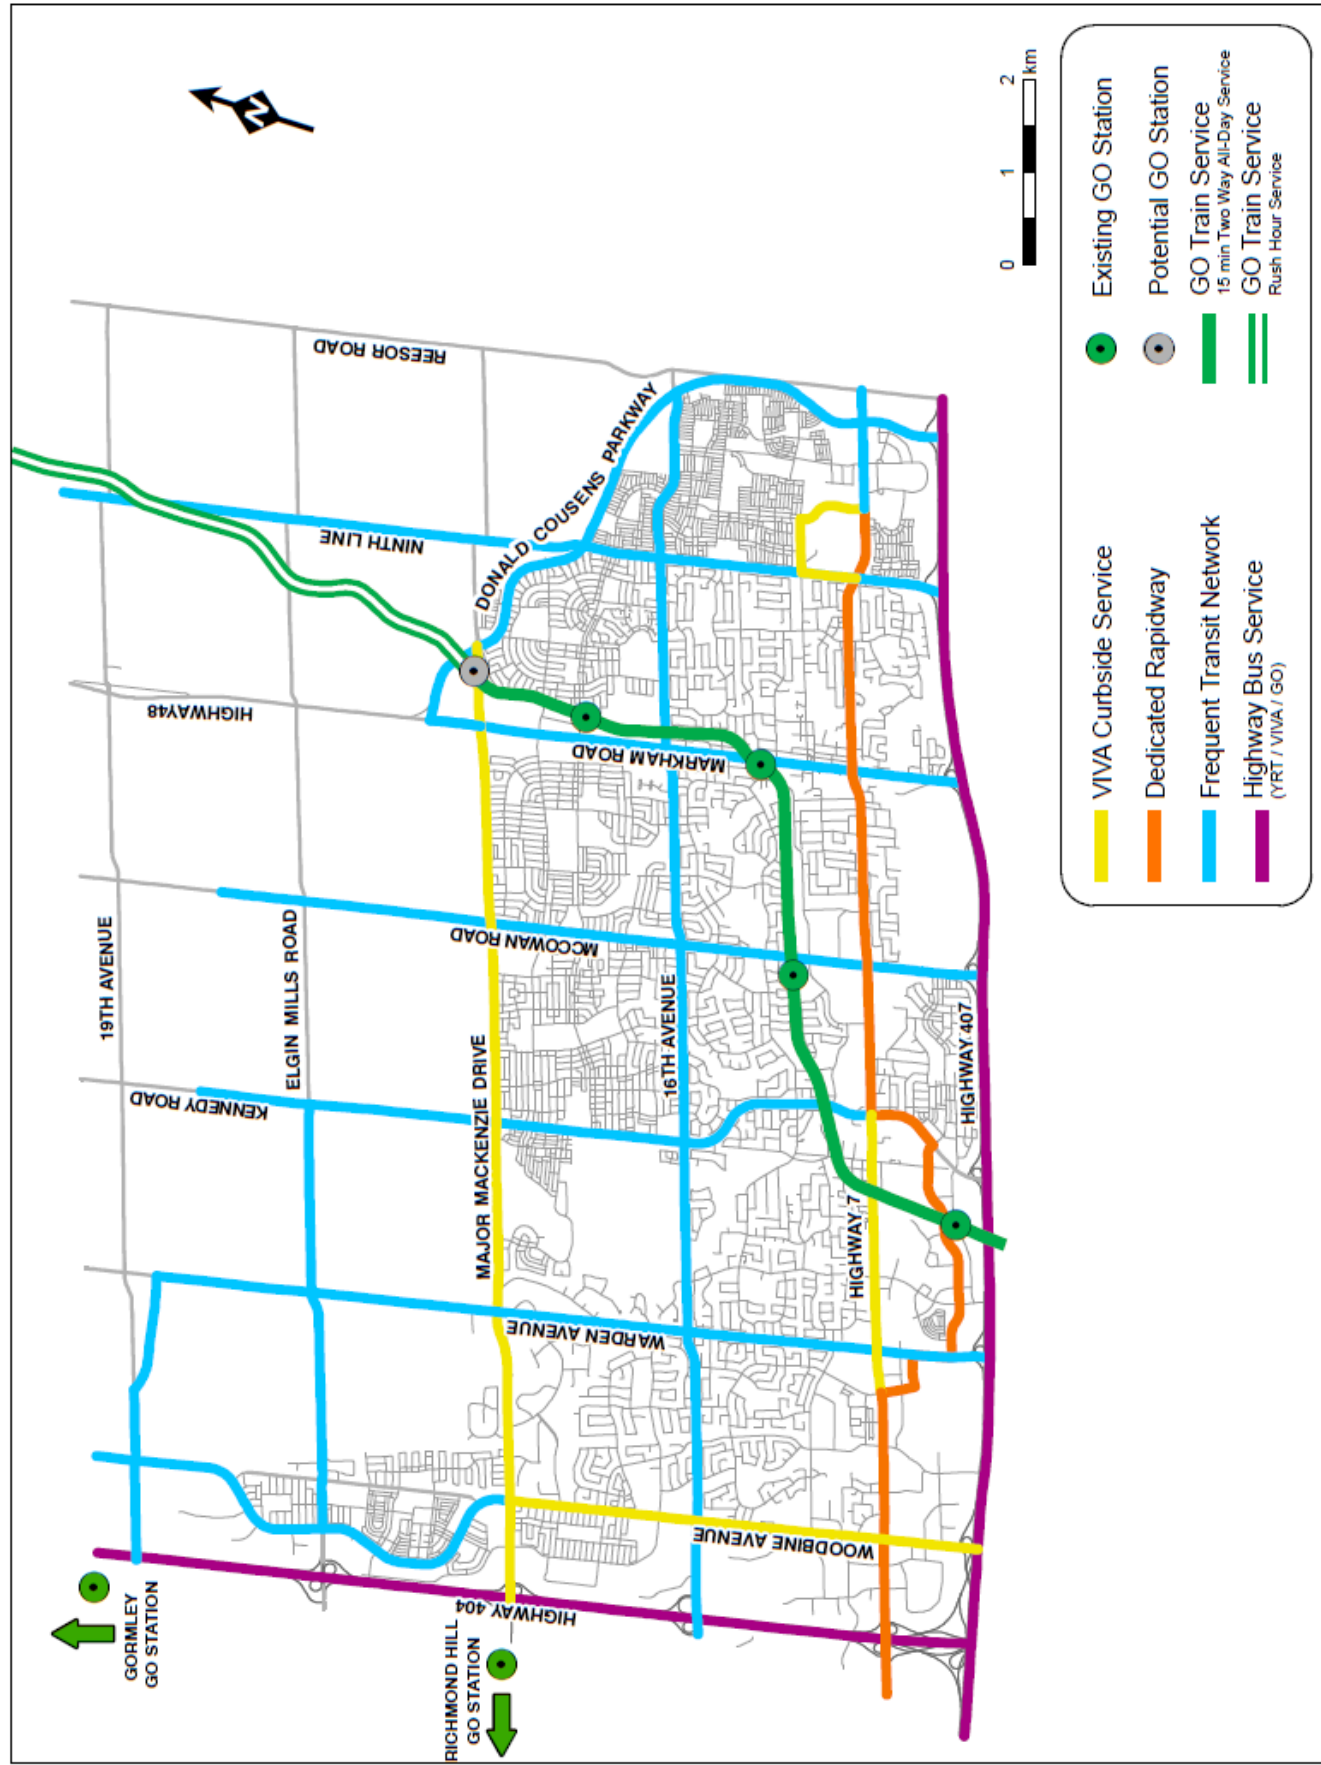 GORMLEY
GO STATION
RICHMOND HILL
GO STATION
19TH AVENUE
ELGIN MILLS ROAD
MAJOR MACKENZIE DRIVE
16TH AVENUE
HIGHWAY 7
HIGHWAY 407
HIGHWAY 404
WOODBINE AVENUE
WARDEN AVENUE
KENNEDY ROAD
MCCOWAN ROAD
HIGHWAY48
MARKHAM ROAD
NINTH LINE
DONALD COUSENS PARKWAY
REESOR ROAD
N
0 1 2
km
VIVA Curbside Service
Dedicated Rapidway
Frequent Transit Network
Highway Bus Service
(YRT / VIVA / GO)
Existing GO Station
Potential GO Station
GO Train Service
15 min Two Way All-Day Service
GO Train Service
Rush Hour Service